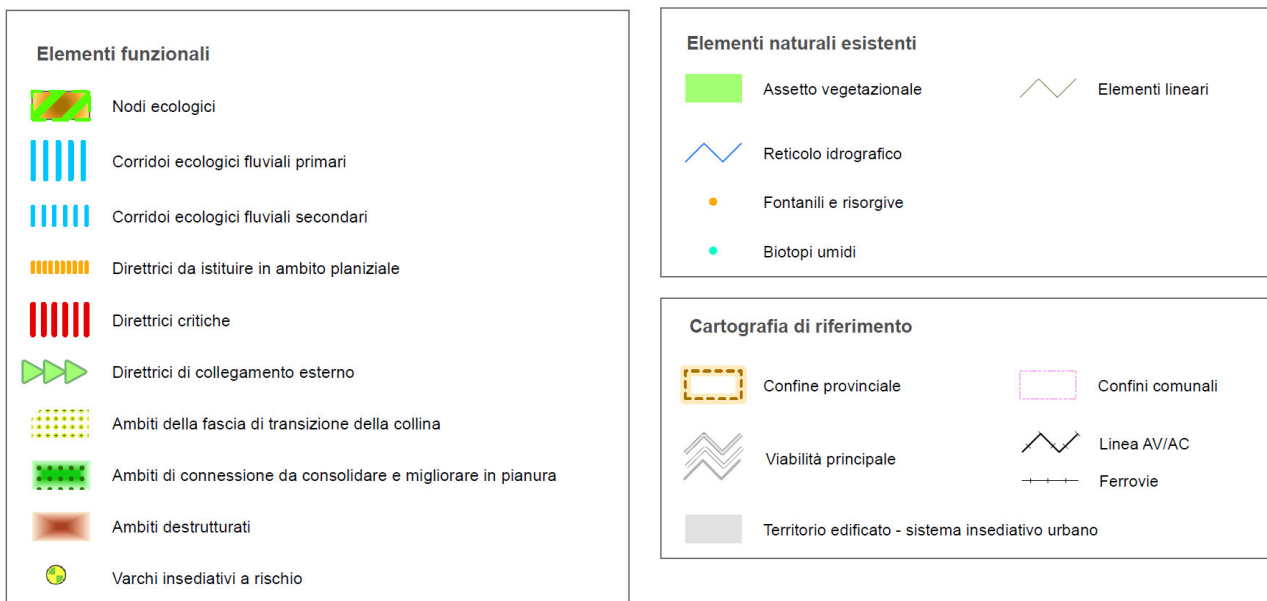 Elementi funzionali
Nodi ecologici
Corridoi ecologici fluviali primari
Corridoi ecologici fluviali secondari
Direttrici da istituire in ambito planiziale
Direttrici critiche
Direttrici di collegamento esterno
Ambiti della fascia di transizione della collina
Ambiti di connessione da consolidare e migliorare in pianura
Ambiti destrutturati
Varchi insediativi a rischio
Elementi naturali esistenti
Assetto vegetazionale
Elementi lineari
Reticolo idrografico
Fontanili e risorgive
Biotopi umidi
Cartografia di riferimento
Confine provinciale
Confini comunali
Viabilità principale
Linea AV/AC
Ferrovie
Territorio edificato - sistema insediativo urbano